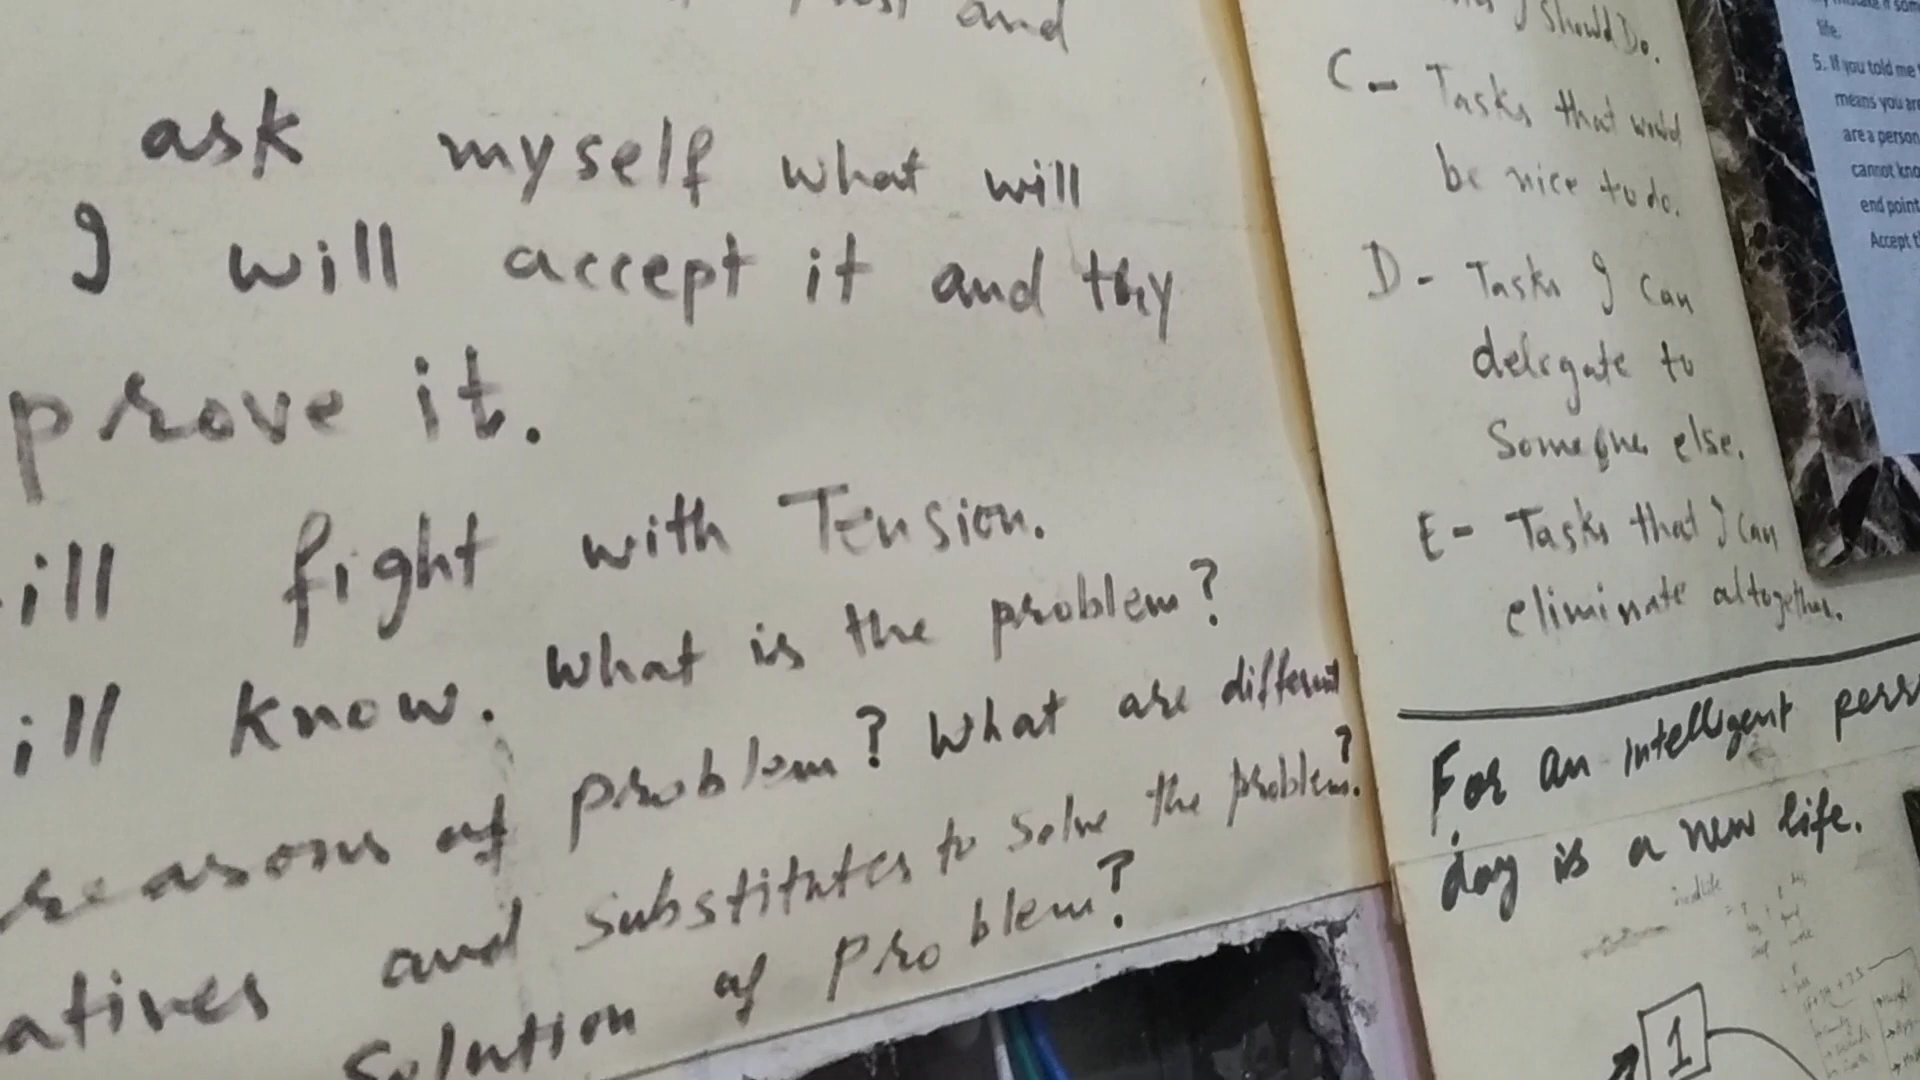 and
ask myself what will
I will accept it and try
prove it.
ill fight with Tension.
ill know. What is the problem?
reasons of problem? What are different
atives and substitutes to solve the problem?
Solution of problem?
I Should Do.
C- Tasks that would
be nice to do.
D- Tasks I can
delegate to
Someone else.
E- Tasks that I can
eliminate altogether.
For an intelligent pers
day is a new life.
1
life.
5. If you told me
means you are
are a person
cannot kno
end point
Accept t